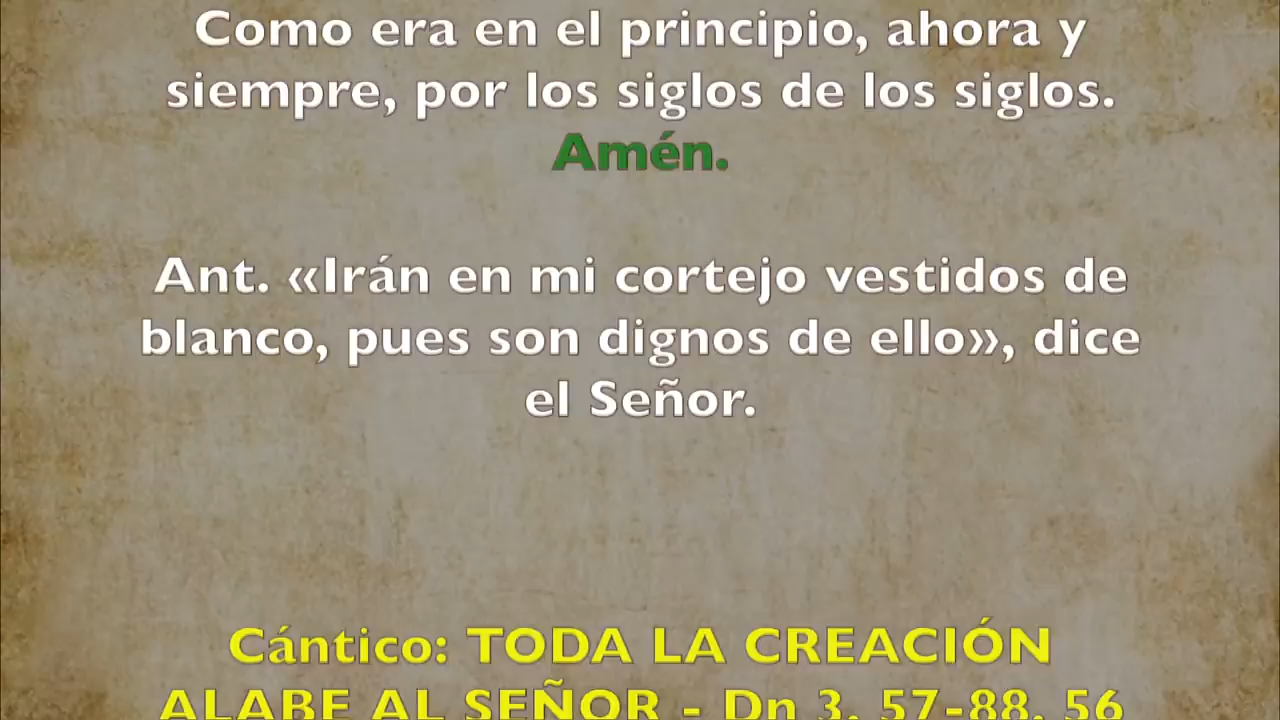 Como era en el principio, ahora y
siempre, por los siglos de los siglos.
Amén.
Ant. «Irán en mi cortejo vestidos de
blanco, pues son dignos de ello», dice
el Señor.
Cántico: TODA LA CREACIÓN
ALABE AL SEÑOR - Dn 3, 57-88. 56